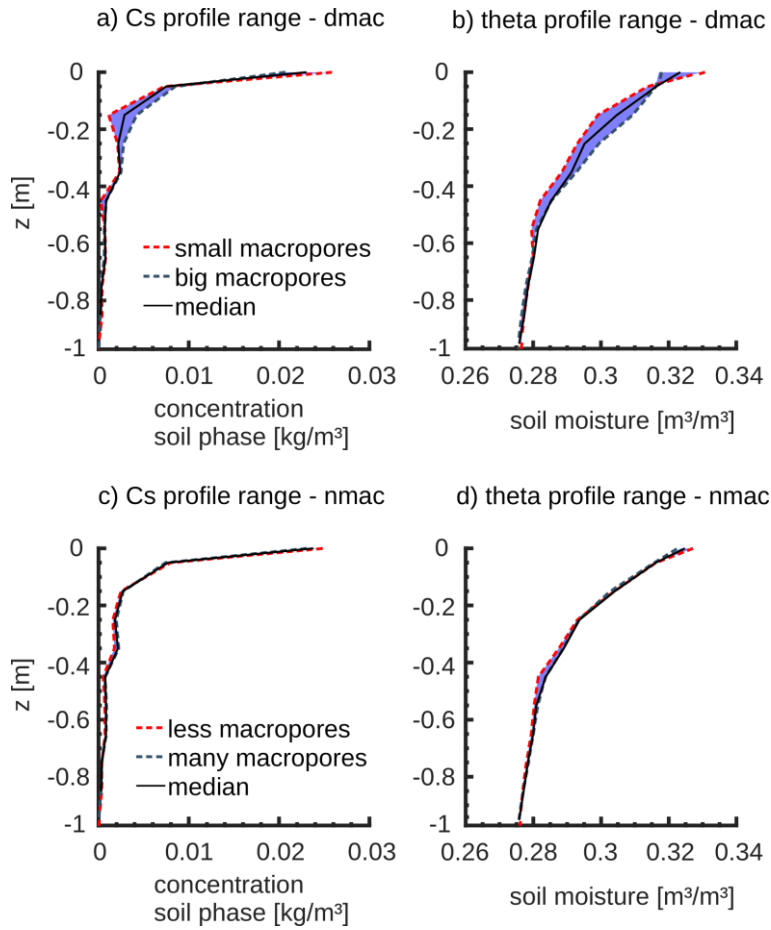 a) Cs profile range - dmac
b) theta profile range - dmac
0
-0.2
-0.4
-0.6
-0.8
-1
z [m]
small macropores
big macropores
median
0 0.01 0.02 0.03
concentration
soil phase [kg/m³]
0
-0.2
-0.4
-0.6
-0.8
-1
0.26 0.28 0.3 0.32 0.34
soil moisture [m³/m³]
c) Cs profile range - nmac
d) theta profile range - nmac
0
-0.2
-0.4
-0.6
-0.8
-1
z [m]
less macropores
many macropores
median
0 0.01 0.02 0.03
concentration
soil phase [kg/m³]
0
-0.2
-0.4
-0.6
-0.8
-1
0.26 0.28 0.3 0.32 0.34
soil moisture [m³/m³]